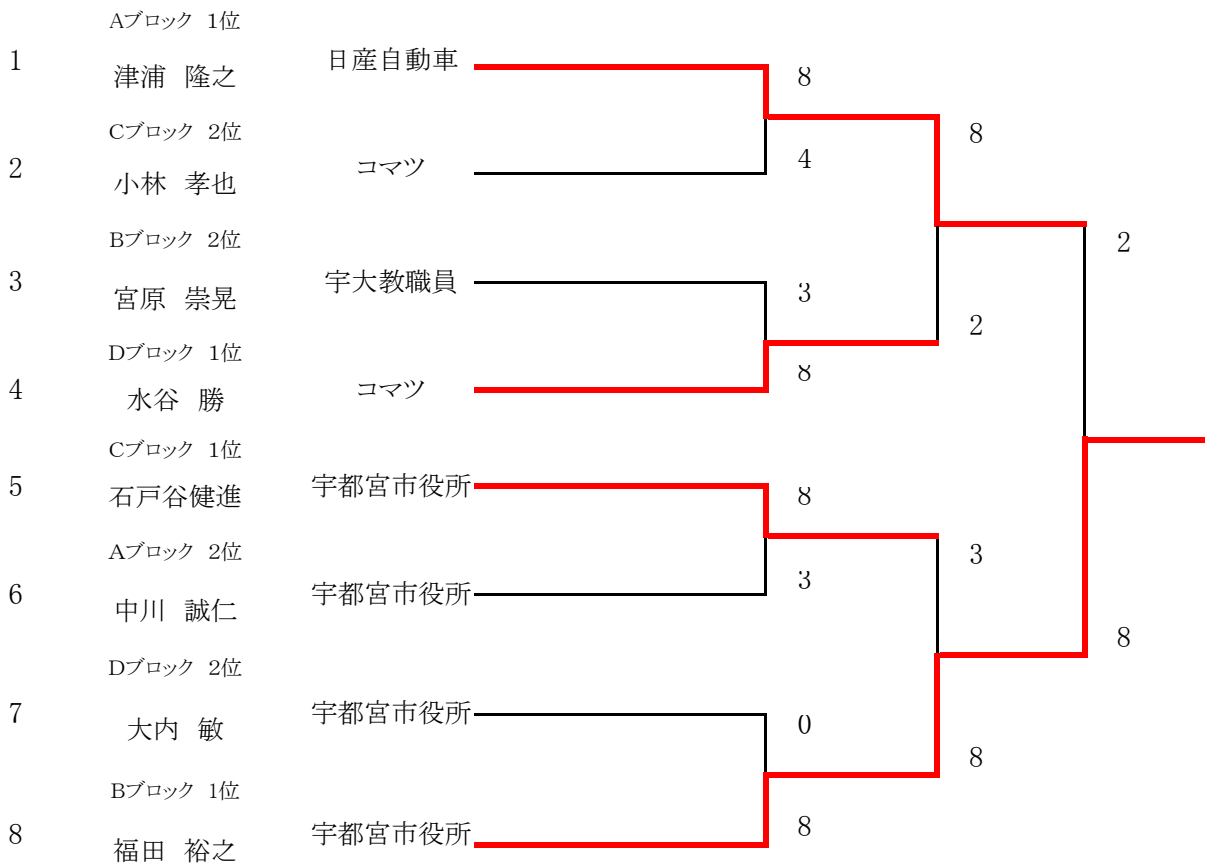 Aブロック 1位
1 津浦 隆之 日産自動車 8
8
Cブロック 2位
2 小林 孝也 コマツ 4
2
Bブロック 2位
3 宮原 崇晃 宇大教職員 3
2
Dブロック 1位
4 水谷 勝 コマツ 8
Cブロック 1位
5 石戸谷健進 宇都宮市役所 8
3
Aブロック 2位
6 中川 誠仁 宇都宮市役所 3
8
Dブロック 2位
7 大内 敏 宇都宮市役所 0
8
Bブロック 1位
8 福田 裕之 宇都宮市役所 8